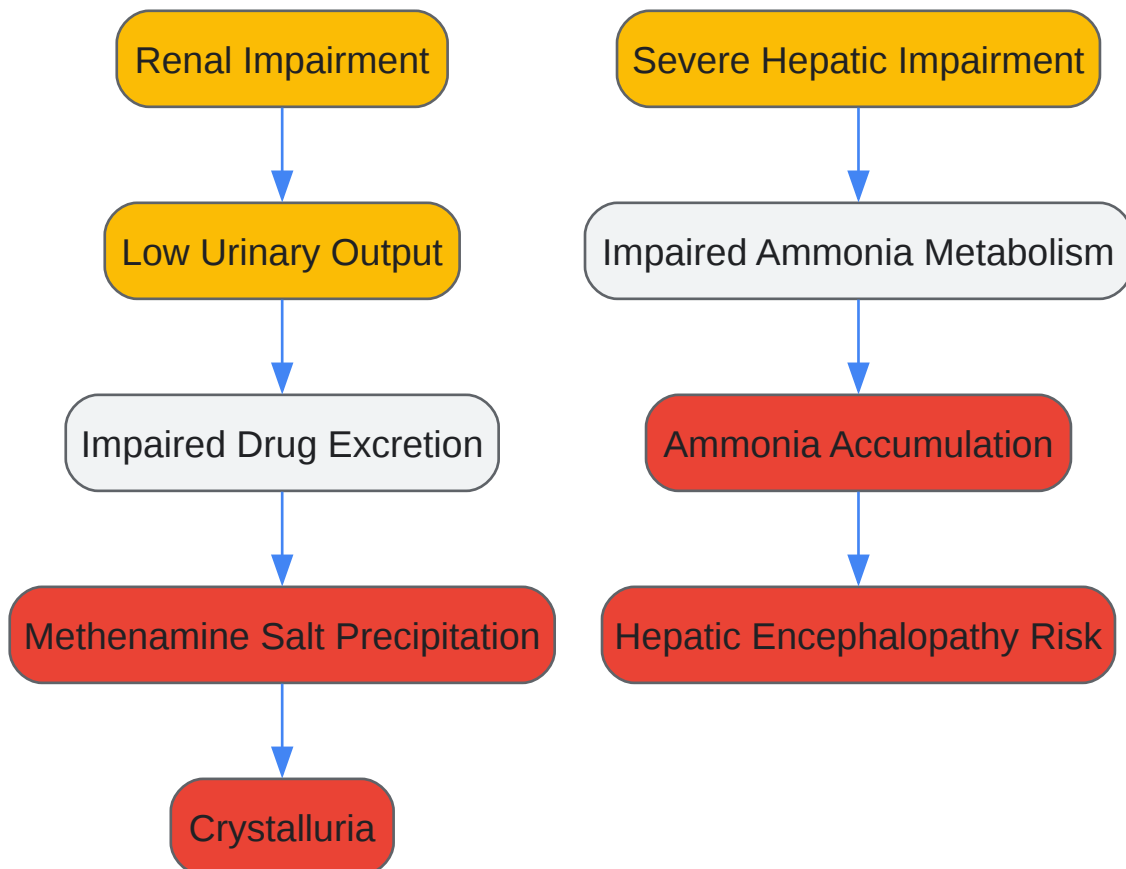 Renal Impairment
Low Urinary Output
Impaired Drug Excretion
Methenamine Salt Precipitation
Crystalluria
Severe Hepatic Impairment
Impaired Ammonia Metabolism
Ammonia Accumulation
Hepatic Encephalopathy Risk